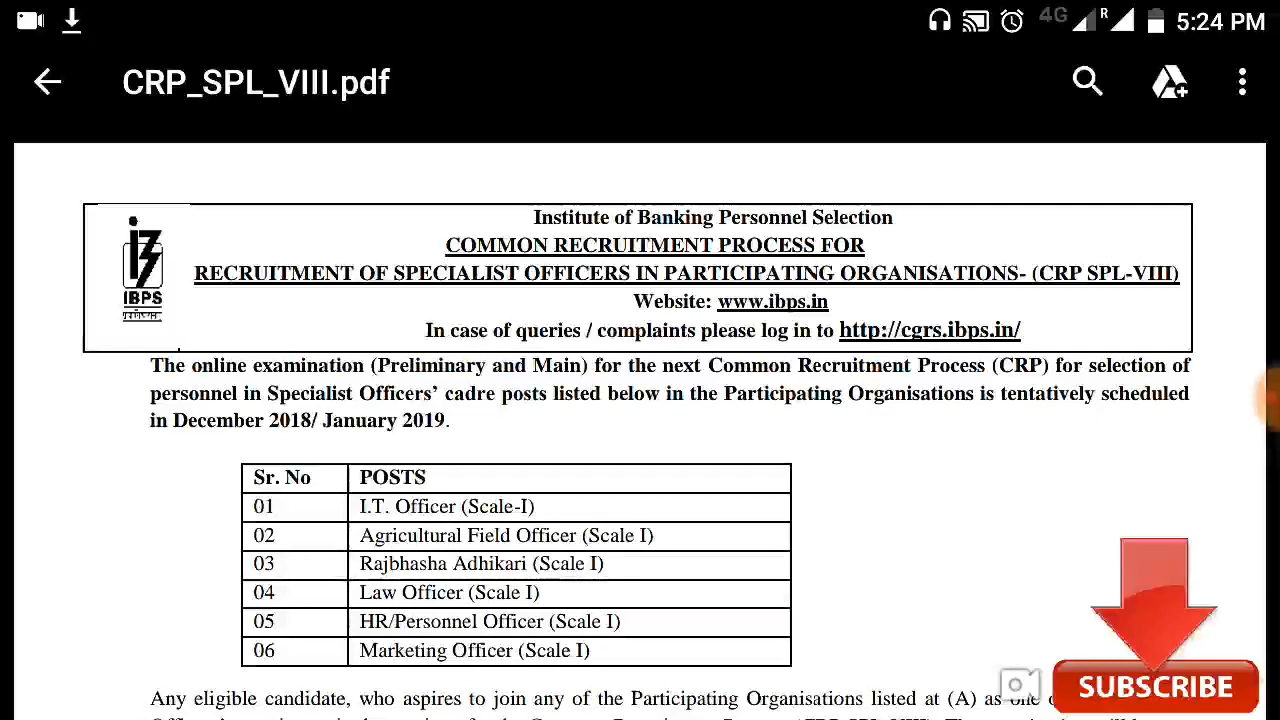 4G R 5:24 PM
CRP_SPL_VIII.pdf
Institute of Banking Personnel Selection
COMMON RECRUITMENT PROCESS FOR
RECRUITMENT OF SPECIALIST OFFICERS IN PARTICIPATING ORGANISATIONS- (CRP SPL-VIII)
IBPS
Website: www.ibps.in
In case of queries / complaints please log in to http://cgrs.ibps.in/
The online examination (Preliminary and Main) for the next Common Recruitment Process (CRP) for selection of
personnel in Specialist Officers’ cadre posts listed below in the Participating Organisations is tentatively scheduled
in December 2018/ January 2019.
Sr. No POSTS
01 I.T. Officer (Scale-I)
02 Agricultural Field Officer (Scale I)
03 Rajbhasha Adhikari (Scale I)
04 Law Officer (Scale I)
05 HR/Personnel Officer (Scale I)
06 Marketing Officer (Scale I)
Any eligible candidate, who aspires to join any of the Participating Organisations listed at (A) as one
SUBSCRIBE